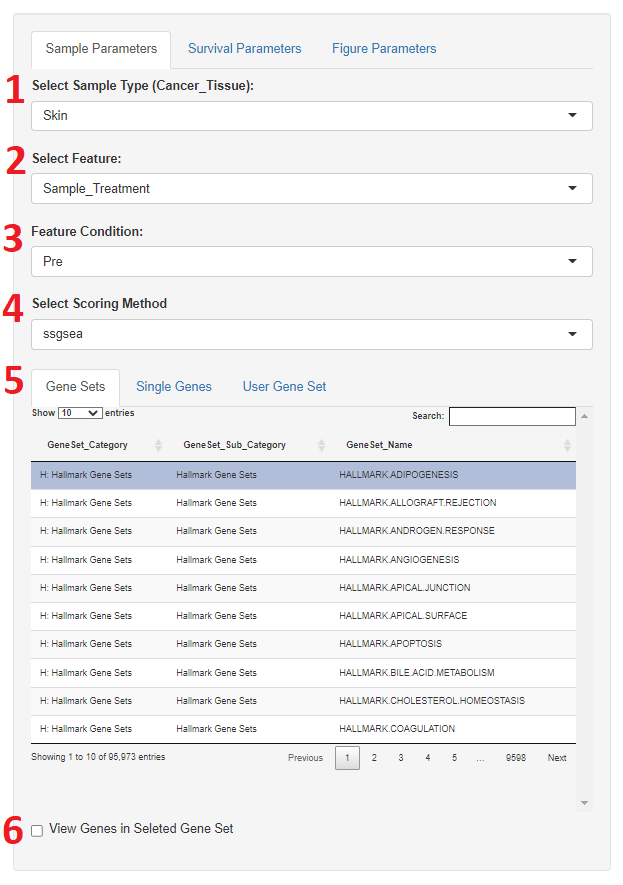 Sample Parameters Survival Parameters Figure Parameters
1 Select Sample Type (Cancer_Tissue):
Skin
2 Select Feature:
Sample_Treatment
3 Feature Condition:
Pre
4 Select Scoring Method
ssgsea
5 Gene Sets Single Genes User Gene Set
Show 10 entries Search:
GeneSet_Category GeneSet_Sub_Category GeneSet_Name
H: Hallmark Gene Sets Hallmark Gene Sets HALLMARK.ADIPOGENESIS
H: Hallmark Gene Sets Hallmark Gene Sets HALLMARK.ALLOGRAFT.REJECTION
H: Hallmark Gene Sets Hallmark Gene Sets HALLMARK.ANDROGEN.RESPONSE
H: Hallmark Gene Sets Hallmark Gene Sets HALLMARK.ANGIOGENESIS
H: Hallmark Gene Sets Hallmark Gene Sets HALLMARK.APICAL.JUNCTION
H: Hallmark Gene Sets Hallmark Gene Sets HALLMARK.APICAL.SURFACE
H: Hallmark Gene Sets Hallmark Gene Sets HALLMARK.APOPTOSIS
H: Hallmark Gene Sets Hallmark Gene Sets HALLMARK.BILE.ACID.METABOLISM
H: Hallmark Gene Sets Hallmark Gene Sets HALLMARK.CHOLESTEROL.HOMEOSTASIS
H: Hallmark Gene Sets Hallmark Gene Sets HALLMARK.COAGULATION
Showing 1 to 10 of 95,973 entries Previous 1 2 3 4 5 ... 9598 Next
6 View Genes in Seleted Gene Set